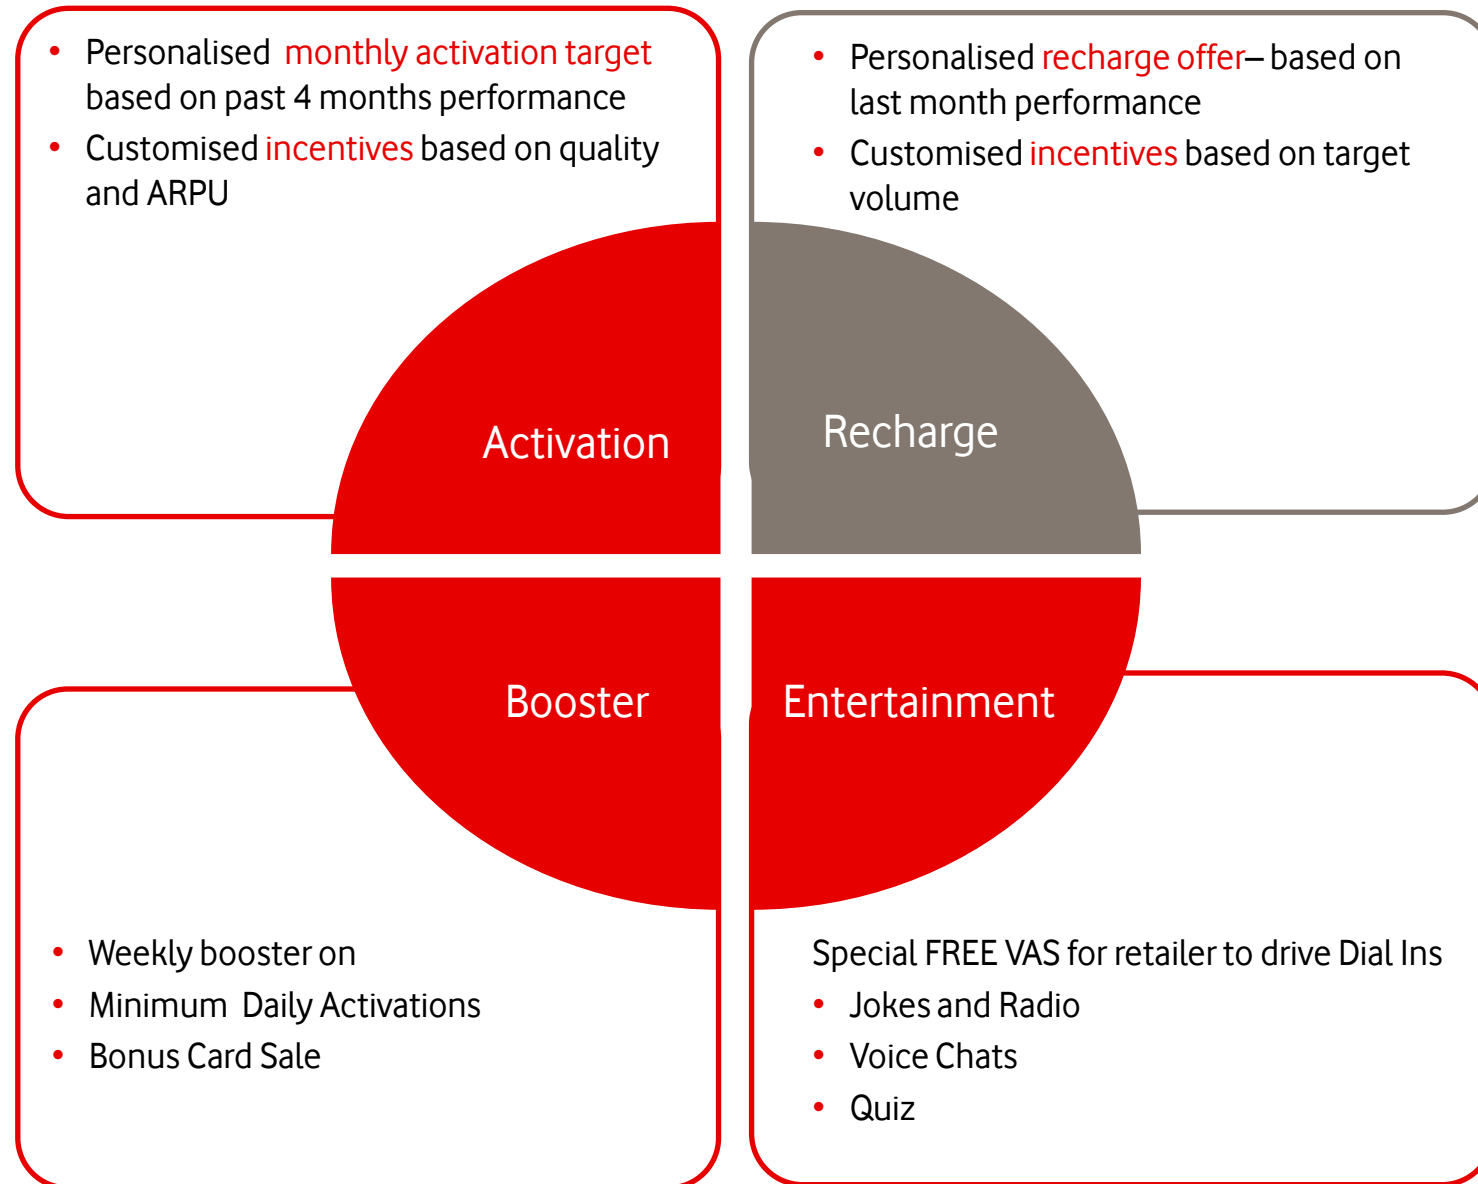 • Personalised monthly activation target
based on past 4 months performance
• Customised incentives based on quality
and ARPU
• Personalised recharge offer– based on
last month performance
• Customised incentives based on target
volume
Activation
Recharge
Booster
Entertainment
• Weekly booster on
• Minimum Daily Activations
• Bonus Card Sale
Special FREE VAS for retailer to drive Dial Ins
• Jokes and Radio
• Voice Chats
• Quiz